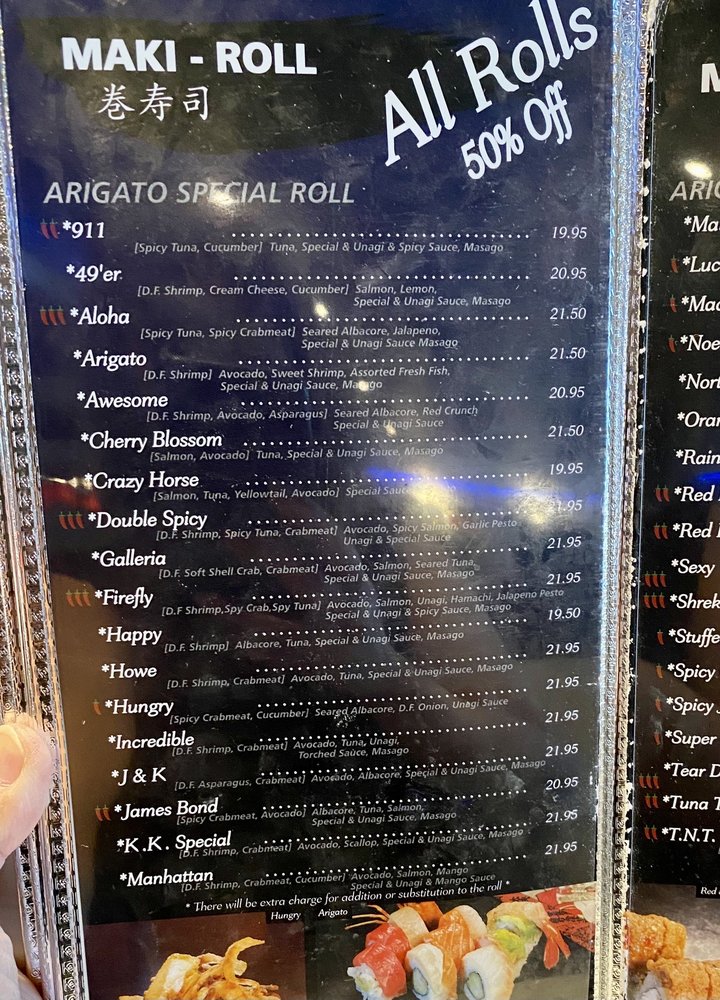 MAKI - ROLL
巻寿司
All Rolls
50% Off
ARIGATO SPECIAL ROLL
*911 19.95
[Spicy Tuna, Cucumber] Tuna, Special & Unagi & Spicy Sauce, Masago
*49'er 20.95
[D.F. Shrimp, Cream Cheese, Cucumber] Salmon, Lemon,
Special & Unagi Sauce, Masago
*Aloha 21.50
[Spicy Tuna, Spicy Crabmeat] Seared Albacore, Jalapeno,
Special & Unagi Sauce Masago
*Arigato 21.50
[D.F. Shrimp] Avocado, Sweet Shrimp, Assorted Fresh Fish,
Special & Unagi Sauce, Masago
*Awesome 20.95
[D.F. Shrimp, Avocado, Asparagus] Seared Albacore, Red Crunch
Special & Unagi Sauce
*Cherry Blossom 21.50
[Salmon, Avocado] Tuna, Special & Unagi Sauce, Masago
*Crazy Horse 19.95
[Salmon, Tuna, Yellowtail, Avocado] Special Sauce
*Double Spicy 21.95
[D.F. Shrimp, Spicy Tuna, Crabmeat] Avocado, Spicy Salmon, Garlic Pesto
Unagi & Special Sauce
*Galleria 21.95
[D.F. Soft Shell Crab, Crabmeat] Avocado, Salmon, Seared Tuna,
Special & Unagi Sauce, Masago
*Firefly 21.95
[D.F Shrimp,Spy Crab,Spy Tuna] Avocado, Salmon, Unagi, Hamachi, Jalapeno Pesto
Special & Unagi & Spicy Sauce, Masago
*Happy 19.50
[D.F. Shrimp] Albacore, Tuna, Special & Unagi Sauce, Masago
*Howe 21.95
[D.F. Shrimp, Crabmeat] Avocado, Tuna, Special & Unagi Sauce, Masago
*Hungry 21.95
[Spicy Crabmeat, Cucumber] Seared Albacore, D.F. Onion, Unagi Sauce
*Incredible 21.95
[D.F. Shrimp, Crabmeat] Avocado, Tuna, Unagi,
Torched Sauce, Masago
*J & K 21.95
[D.F. Asparagus, Crabmeat] Avocado, Albacore, Special & Unagi Sauce, Masago
*James Bond 20.95
[Spicy Crabmeat, Avocado] Albacore, Tuna, Salmon,
Special & Unagi Sauce, Masago
*K.K. Special 21.95
[D.F. Shrimp, Crabmeat] Avocado, Scallop, Special & Unagi Sauce, Masago
*Manhattan 21.95
[D.F. Shrimp, Crabmeat, Cucumber] Avocado, Salmon, Mango
Special & Unagi & Mango Sauce
* There will be extra charge for addition or substitution to the roll *
Hungry Arigato
*Red
*Red
*Sexy
*Shrek
*Spicy
*Spicy
*Super
*Tear
*Tuna
*T.N.T.
Red